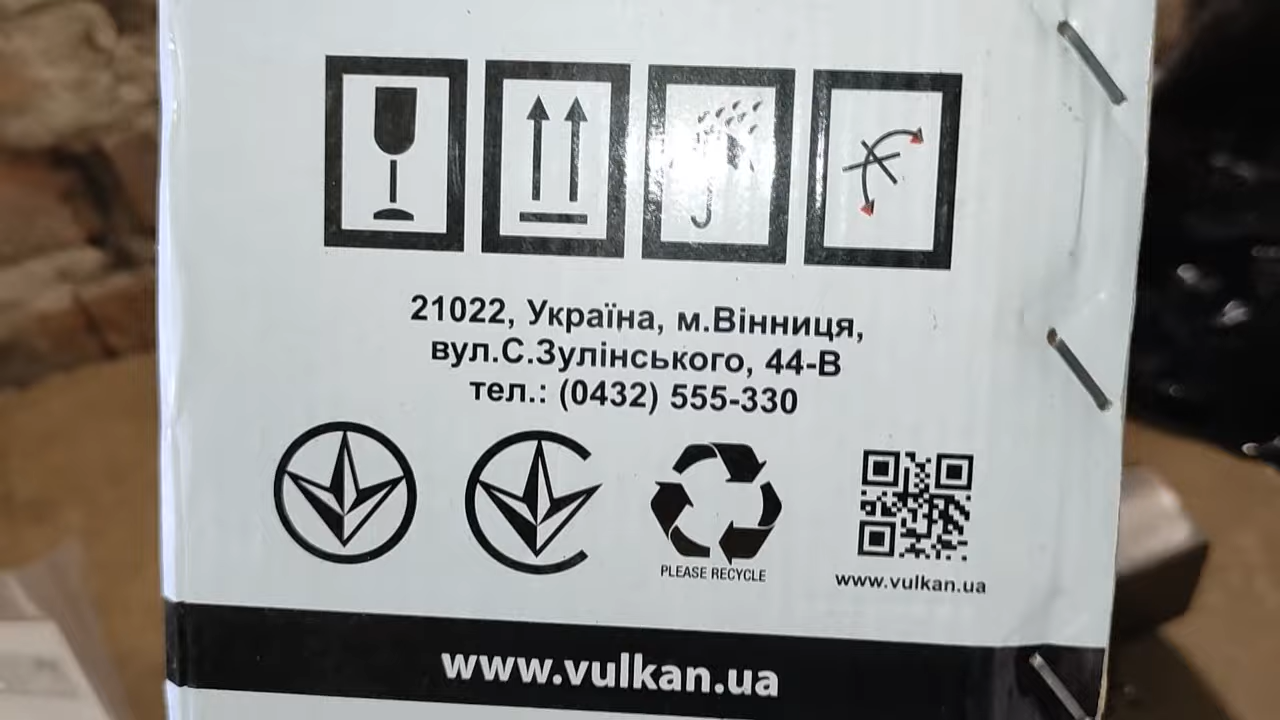 21022, Україна, м.Вінниця,
вул.С.Зулінського, 44-В
тел.: (0432) 555-330
PLEASE RECYCLE
www.vulkan.ua
www.vulkan.ua